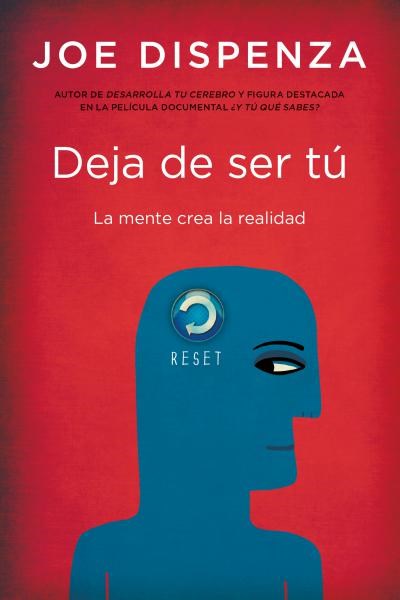 JOE DISPENZA
AUTOR DE DESARROLLA TU CEREBRO Y FIGURA DESTACADA
EN LA PELÍCULA DOCUMENTAL ¿Y TÚ QUÉ SABES?
Deja de ser tú
La mente crea la realidad
RESET